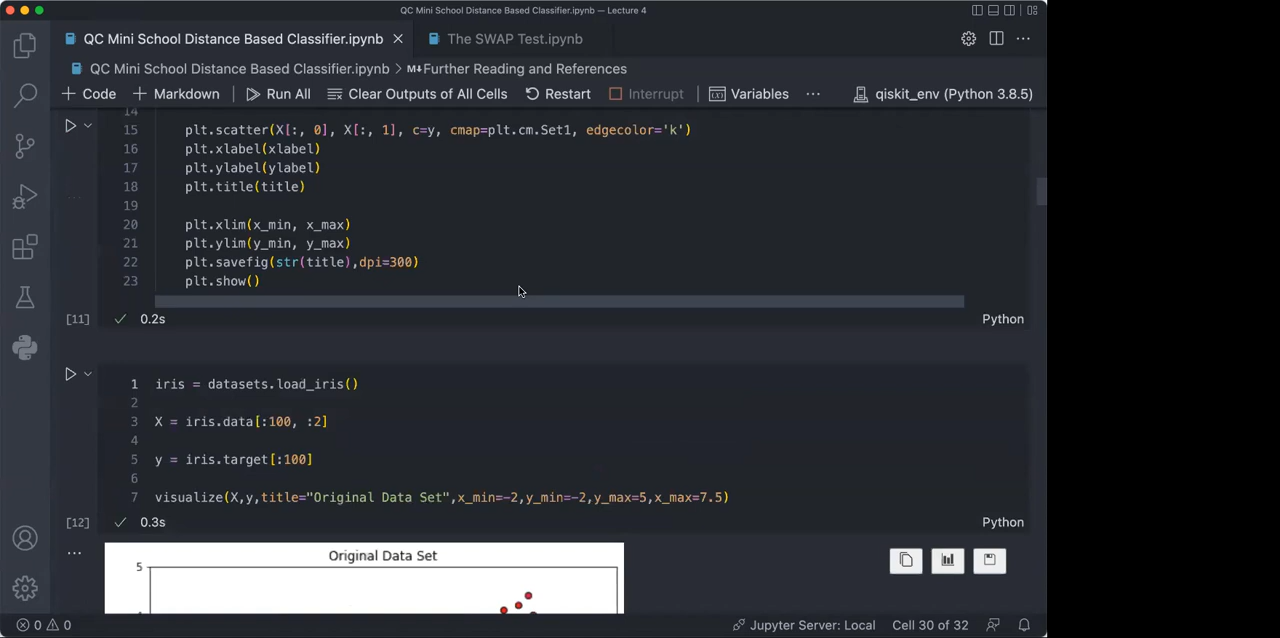 QC Mini School Distance Based Classifier.ipynb — Lecture 4
QC Mini School Distance Based Classifier.ipynb The SWAP Test.ipynb
QC Mini School Distance Based Classifier.ipynb > M↓Further Reading and References
+ Code + Markdown Run All Clear Outputs of All Cells Restart Interrupt Variables ... qiskit_env (Python 3.8.5)
14
15 plt.scatter(X[:, 0], X[:, 1], c=y, cmap=plt.cm.Set1, edgecolor='k')
16 plt.xlabel(xlabel)
17 plt.ylabel(ylabel)
18 plt.title(title)
19
20 plt.xlim(x_min, x_max)
21 plt.ylim(y_min, y_max)
22 plt.savefig(str(title),dpi=300)
23 plt.show()
[11] 0.2s Python
1 iris = datasets.load_iris()
2
3 X = iris.data[:100, :2]
4
5 y = iris.target[:100]
6
7 visualize(X,y,title="Original Data Set",x_min=-2,y_min=-2,y_max=5,x_max=7.5)
[12] 0.3s Python
Original Data Set
5
0 0 Jupyter Server: Local Cell 30 of 32